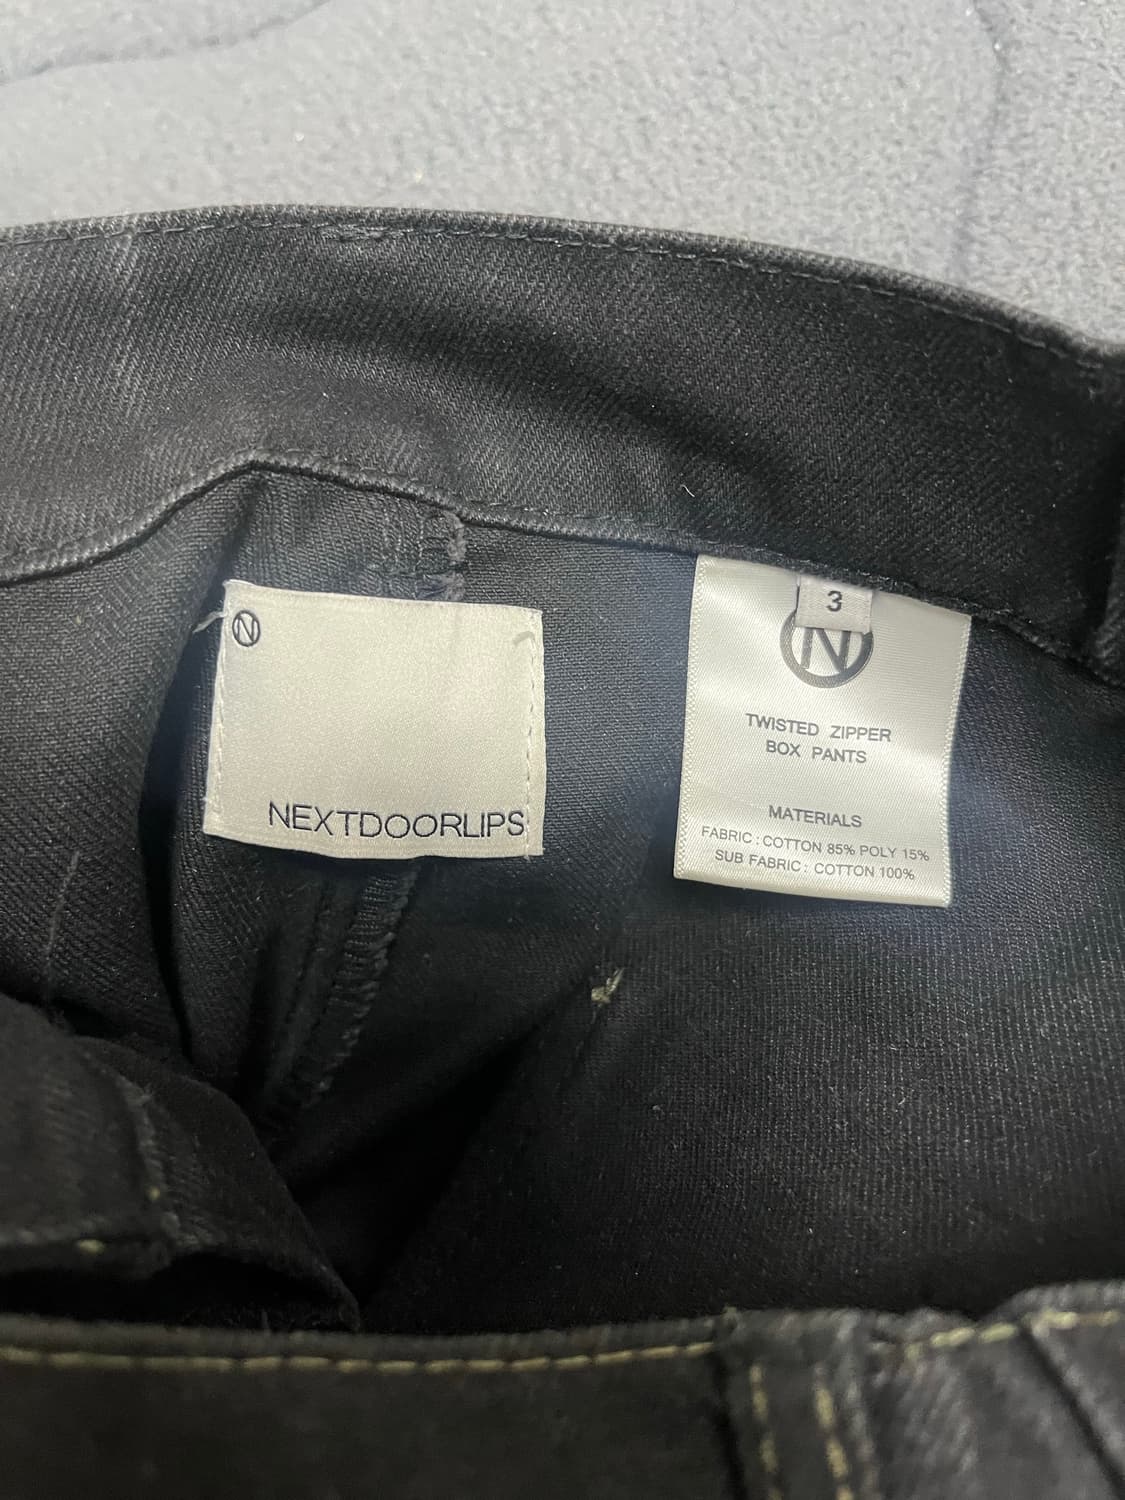 N
NEXTDOORLIPS
3
N
TWISTED ZIPPER
BOX PANTS
MATERIALS
FABRIC : COTTON 85% POLY 15%
SUB FABRIC : COTTON 100%